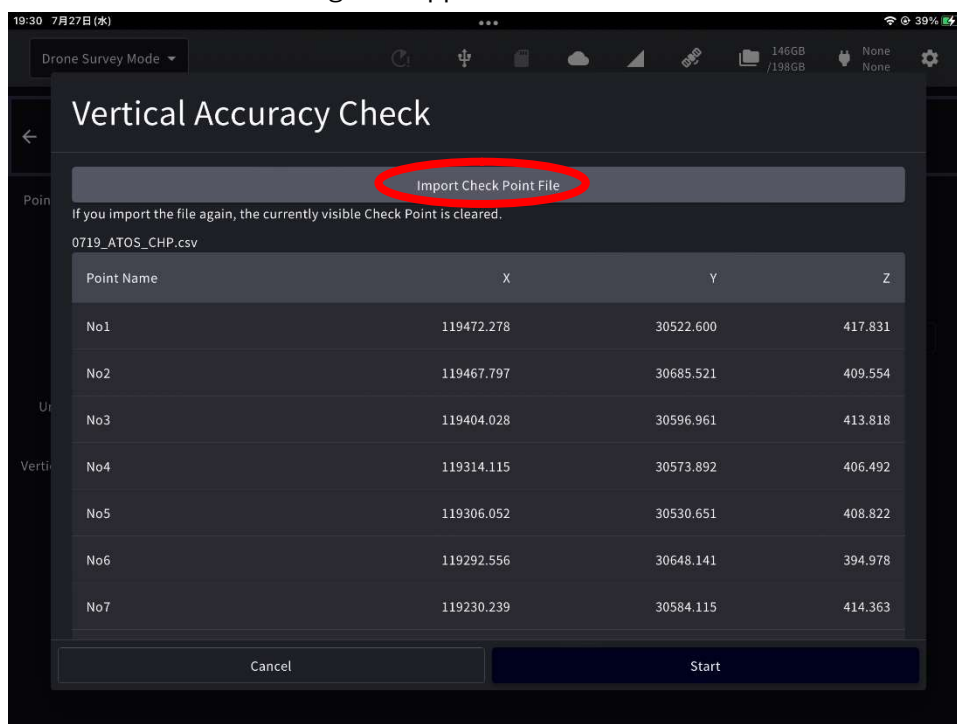 19:30 7月27日(水) 39%
Drone Survey Mode 146GB /198GB None None
Vertical Accuracy Check
Import Check Point File
Poin
If you import the file again, the currently visible Check Point is cleared.
0719_ATOS_CHP.csv
Point Name X Y Z
No1 119472.278 30522.600 417.831
No2 119467.797 30685.521 409.554
Un
No3 119404.028 30596.961 413.818
Verti
No4 119314.115 30573.892 406.492
No5 119306.052 30530.651 408.822
No6 119292.556 30648.141 394.978
No7 119230.239 30584.115 414.363
Cancel Start